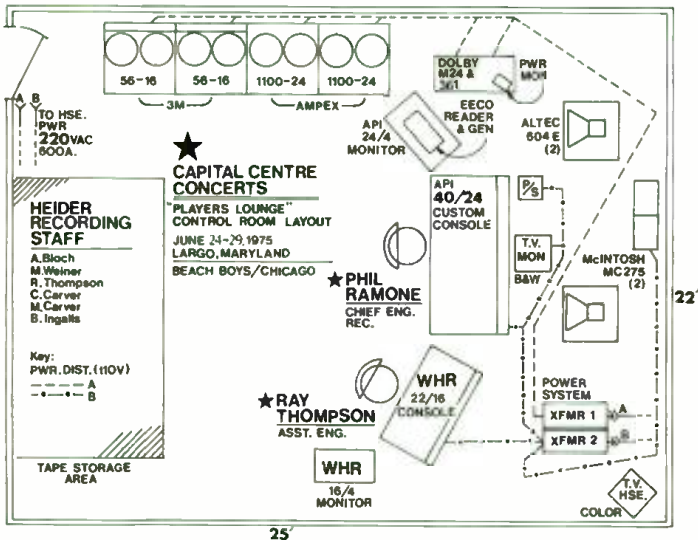 56-16
56-16
1100-24
1100-24
3M
AMPEX
DOLBY
M24 &
361
PWR
MON
EECO
READER
& GEN
API
24/4
MONITOR
ALTEC
604 E
(2)
A B
TO HSE.
PWR
220VAC
600A.
CAPITAL CENTRE
CONCERTS
"PLAYERS LOUNGE"
CONTROL ROOM LAYOUT
JUNE 24-29, 1975
LARGO, MARYLAND
BEACH BOYS/CHICAGO
HEIDER
RECORDING
STAFF
A.Bloch
M.Weiner
R.Thompson
C.Carver
M.Carver
B.Ingalls
Key:
PWR. DIST. (110V)
A
B
TAPE STORAGE
AREA
API
40/24
CUSTOM
CONSOLE
P/S
T.V.
MON
B&W
McINTOSH
MC275
(2)
22'
PHIL
RAMONE
CHIEF ENG.
REC.
RAY
THOMPSON
ASST. ENG.
WHR
22/16
CONSOLE
WHR
16/4
MONITOR
POWER
SYSTEM
XFMR 1
A
XFMR 2
B
T.V.
HSE.
COLOR
25'